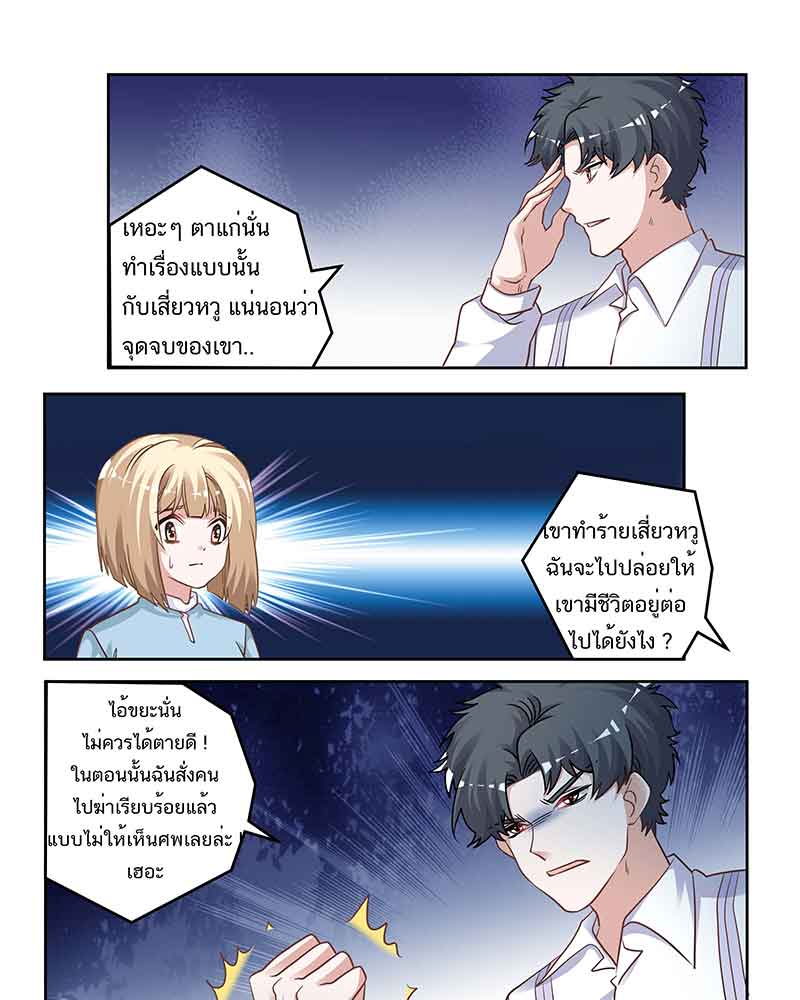 เหอะๆ ตาแก่นั่น
ทำเรื่องแบบนั้น
กับเสี่ยวหวู แน่นอนว่า
จุดจบของเขา..
เขาทำร้ายเสี่ยวหวู
ฉันจะไปปล่อยให้
เขามีชีวิตอยู่ต่อ
ไปได้ยังไง ?
ไอ้ขยะนั่น
ไม่ควรได้ตายดี !
ในตอนนั้นฉันสั่งคน
ไปฆ่าเรียบร้อยแล้ว
แบบไม่ให้เห็นศพเลยล่ะ
เฮอะ